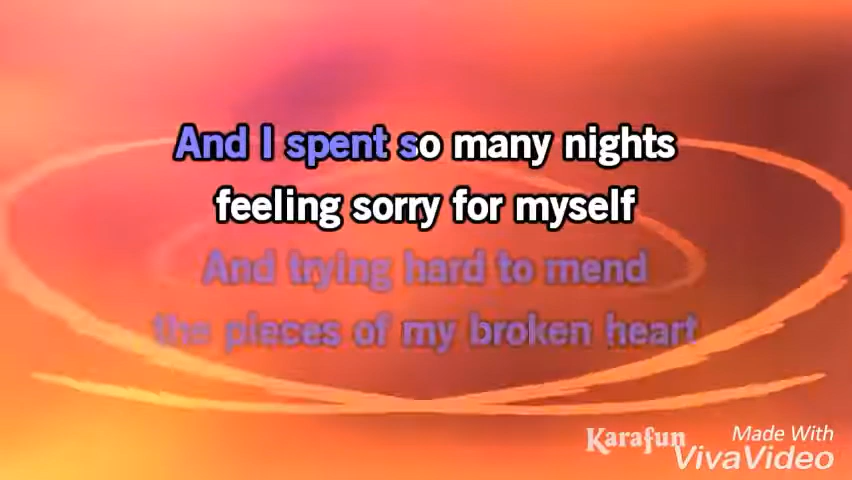 And I spent so many nights
feeling sorry for myself
And trying hard to mend
the pieces of my broken heart
Karafun
Made With
VivaVideo